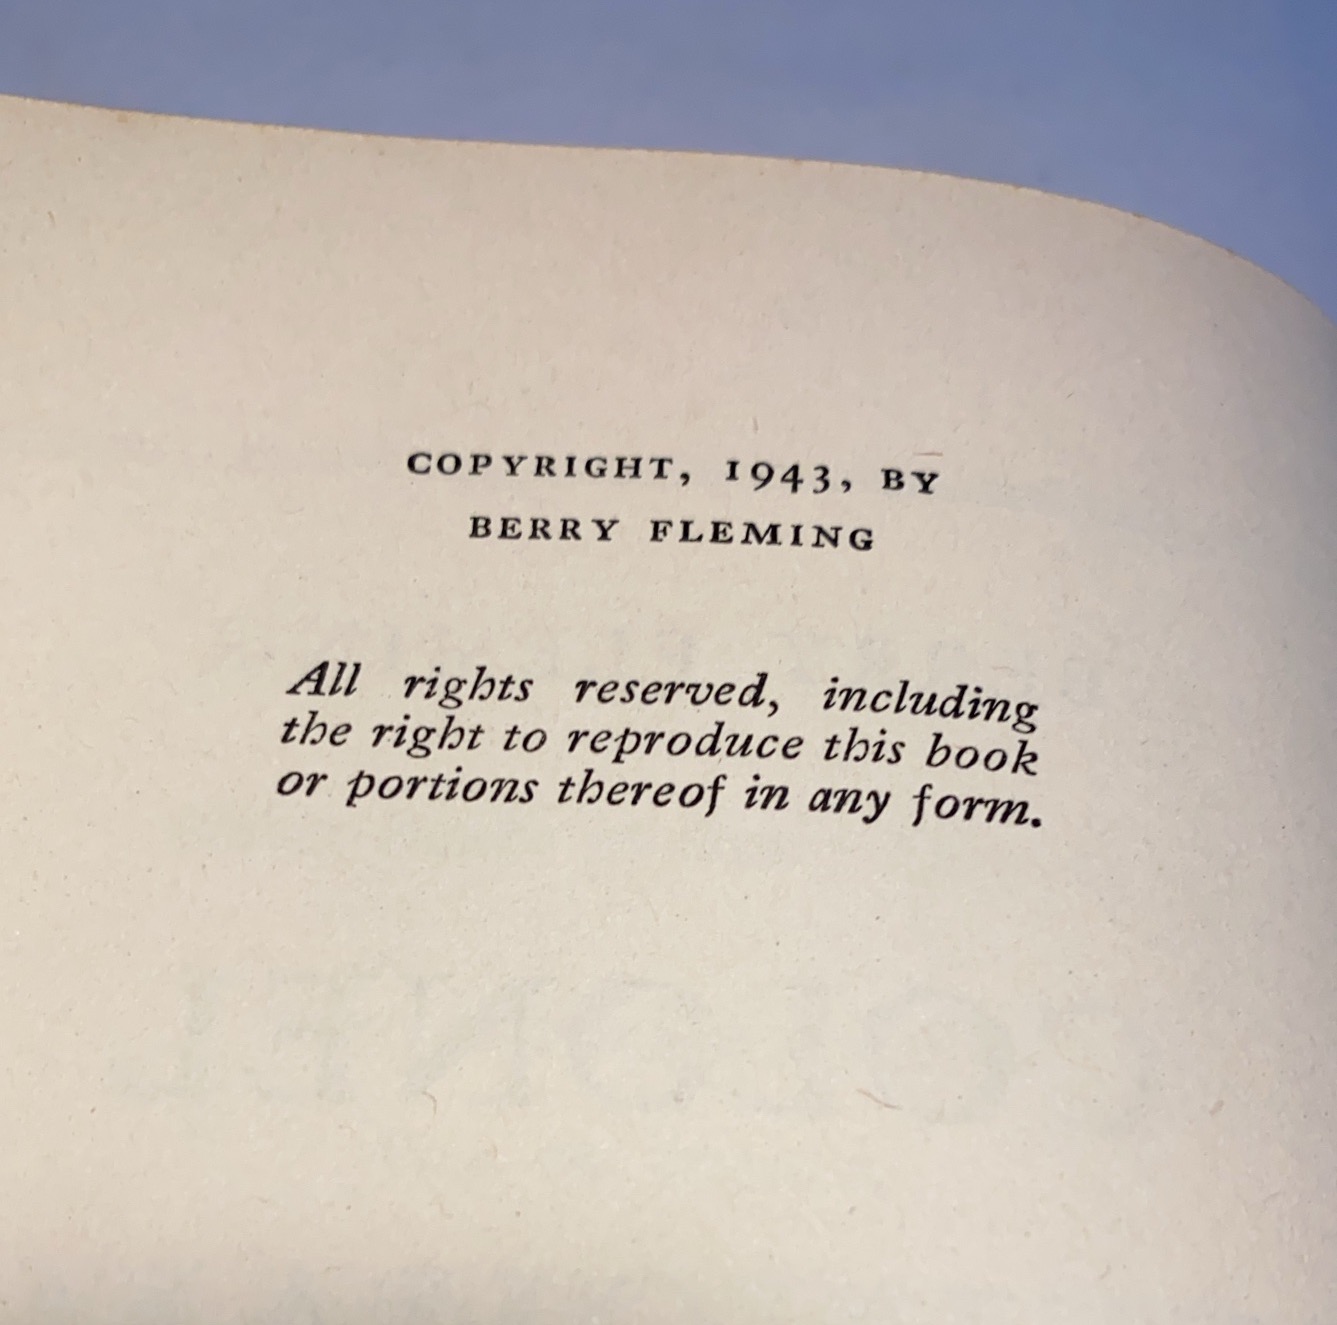 COPYRIGHT, 1943, BY
BERRY FLEMING
All rights reserved, including
the right to reproduce this book
or portions thereof in any form.